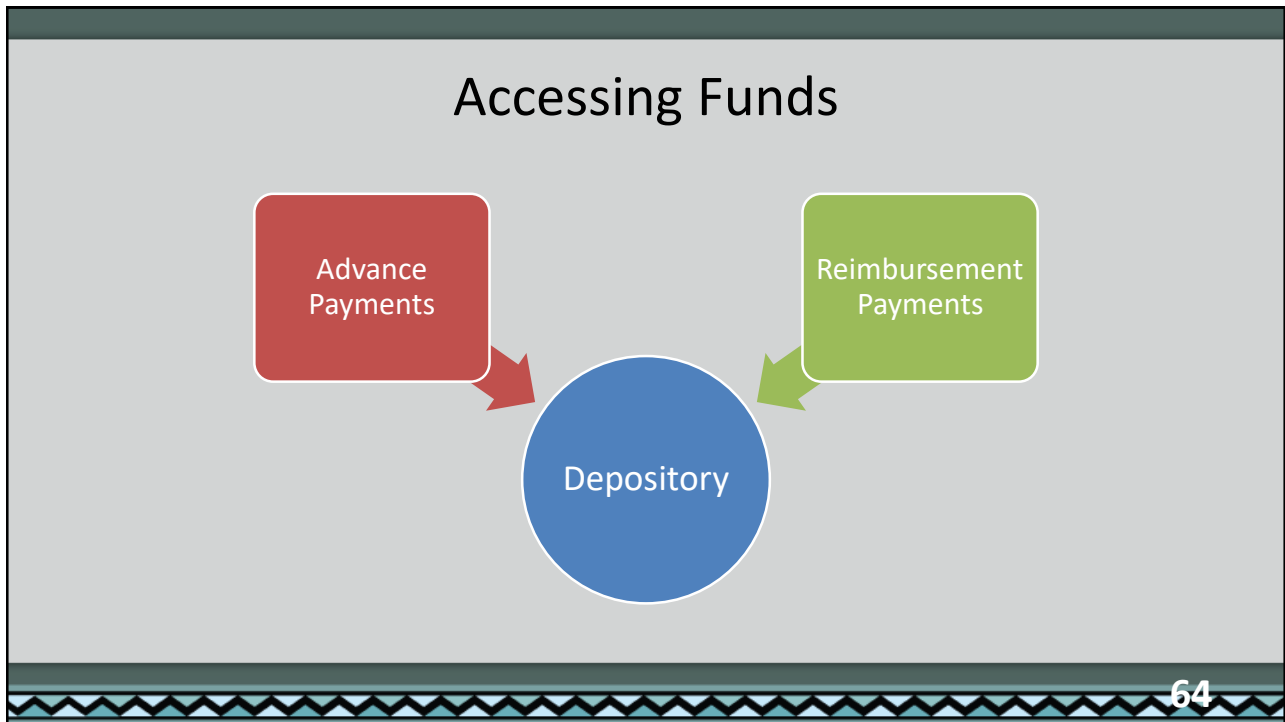 Accessing Funds
Advance
Payments
Reimbursement
Payments
Depository
64